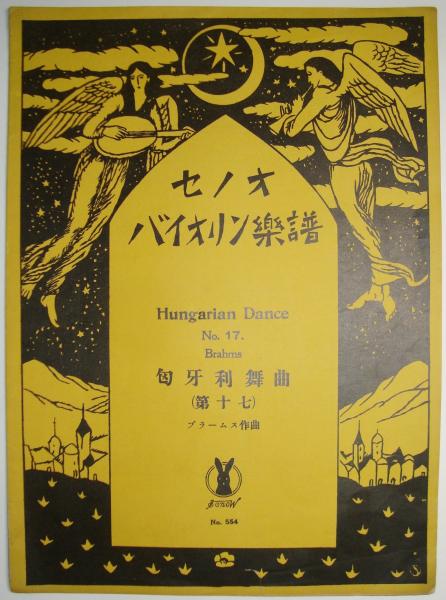 セノオ
バイオリン樂譜
Hungarian Dance
No. 17.
Brahms
匈牙利舞曲
(第十七)
ブラームス作曲
No. 554